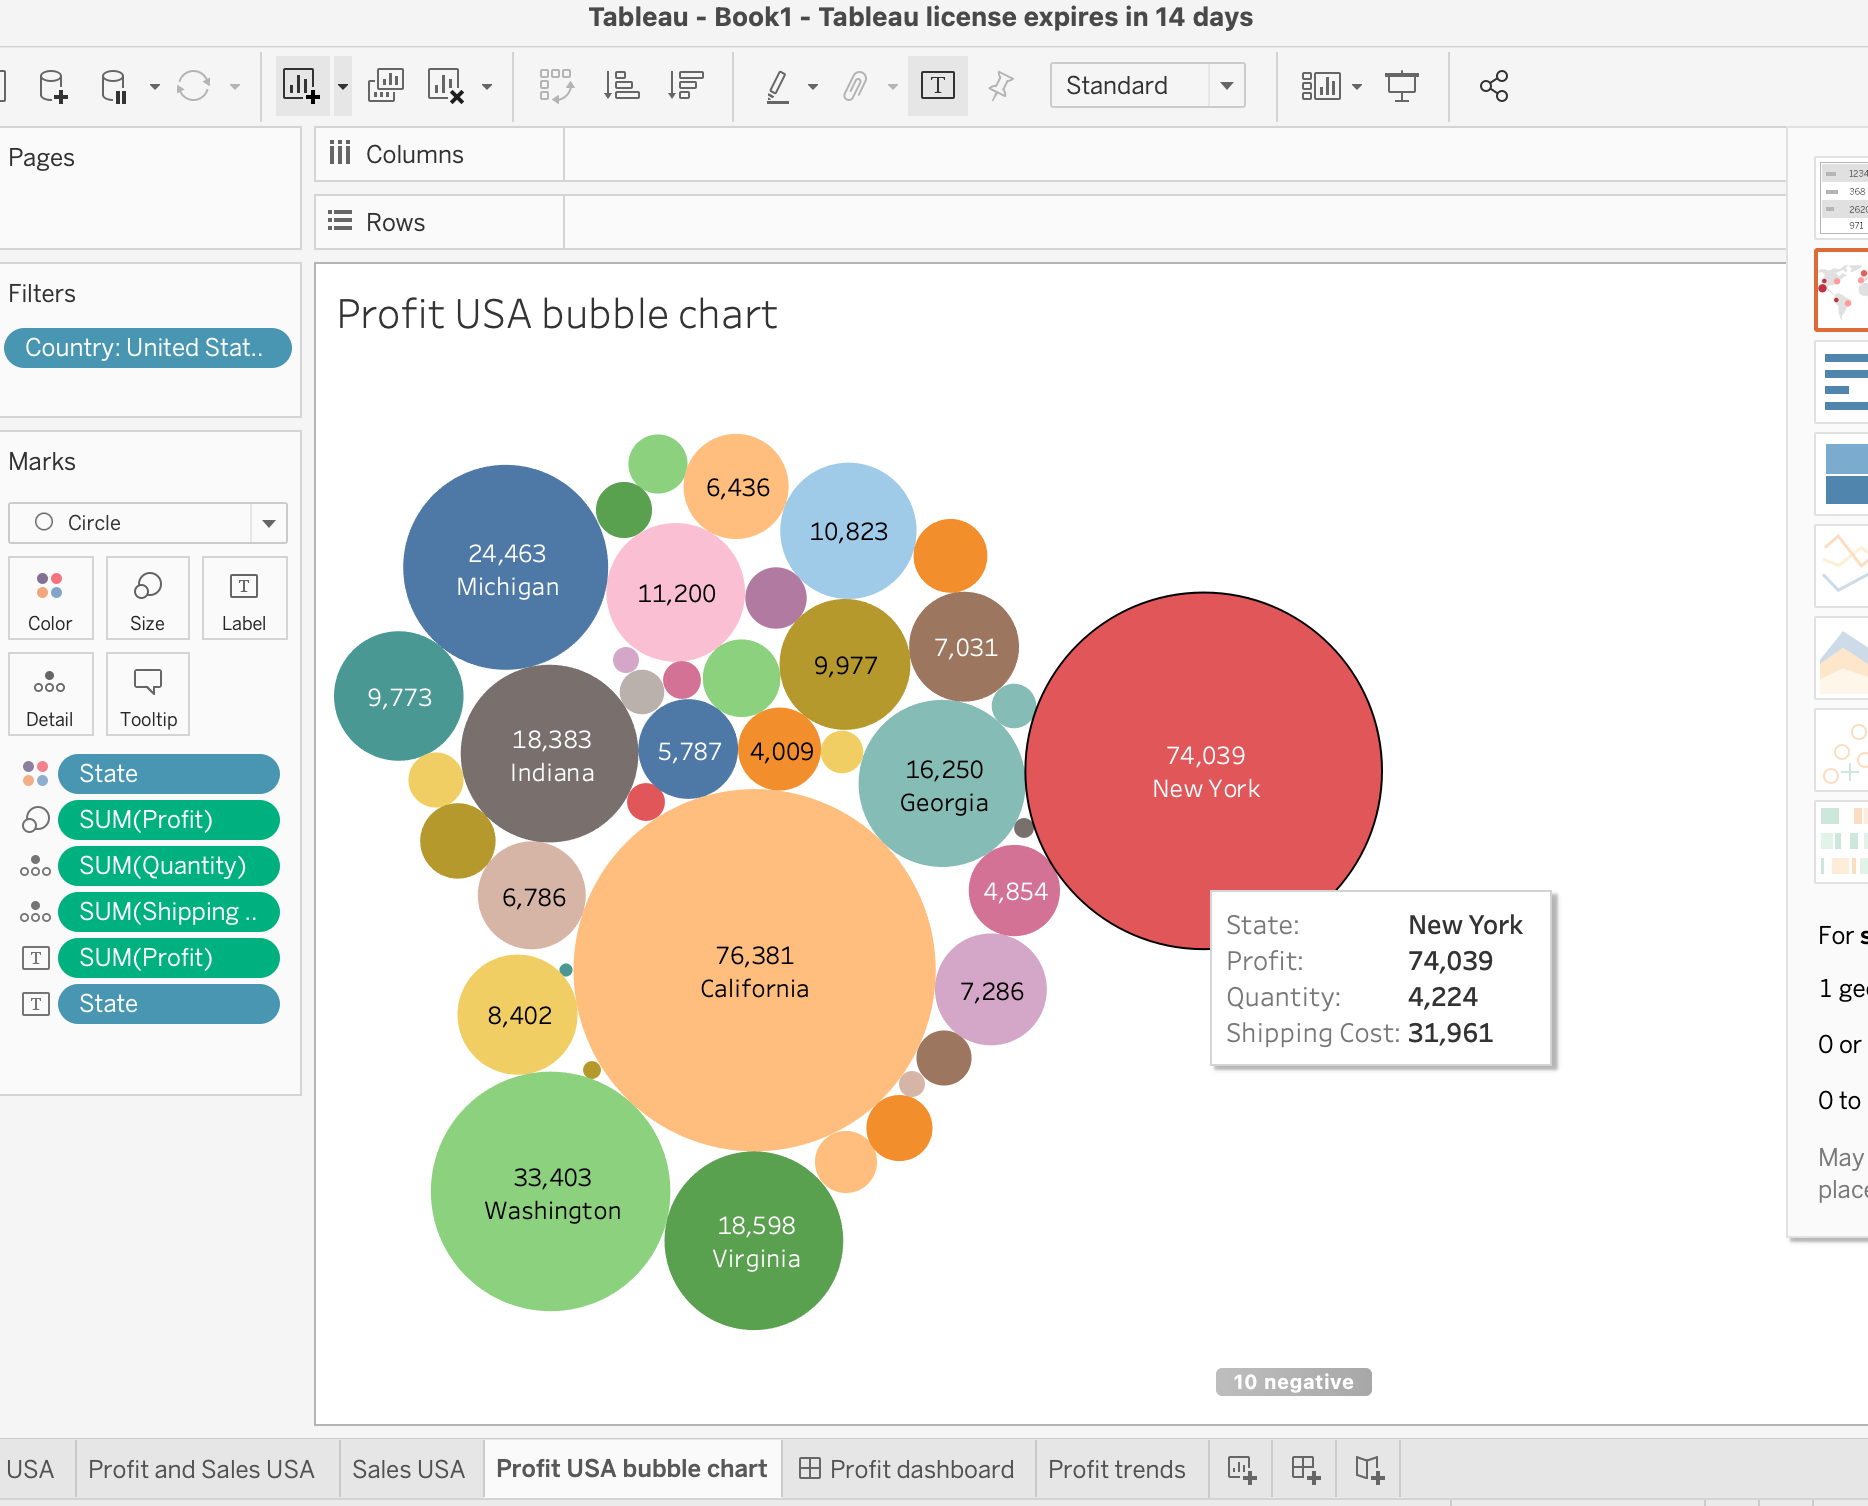 Tableau - Book1 - Tableau license expires in 14 days
Standard
Pages
Columns
Rows
Filters
Country: United Stat..
Marks
Circle
Color
Size
Label
Detail
Tooltip
State
SUM(Profit)
SUM(Quantity)
SUM(Shipping ..
SUM(Profit)
State
Profit USA bubble chart
6,436
10,823
24,463
Michigan
11,200
7,031
9,977
9,773
18,383
Indiana
5,787
4,009
16,250
Georgia
74,039
New York
4,854
6,786
76,381
California
7,286
8,402
33,403
Washington
18,598
Virginia
State: New York
Profit: 74,039
Quantity: 4,224
Shipping Cost: 31,961
10 negative
1234
368
2620
971
For s
1 geo
0 or
0 to
May
place
USA
Profit and Sales USA
Sales USA
Profit USA bubble chart
Profit dashboard
Profit trends